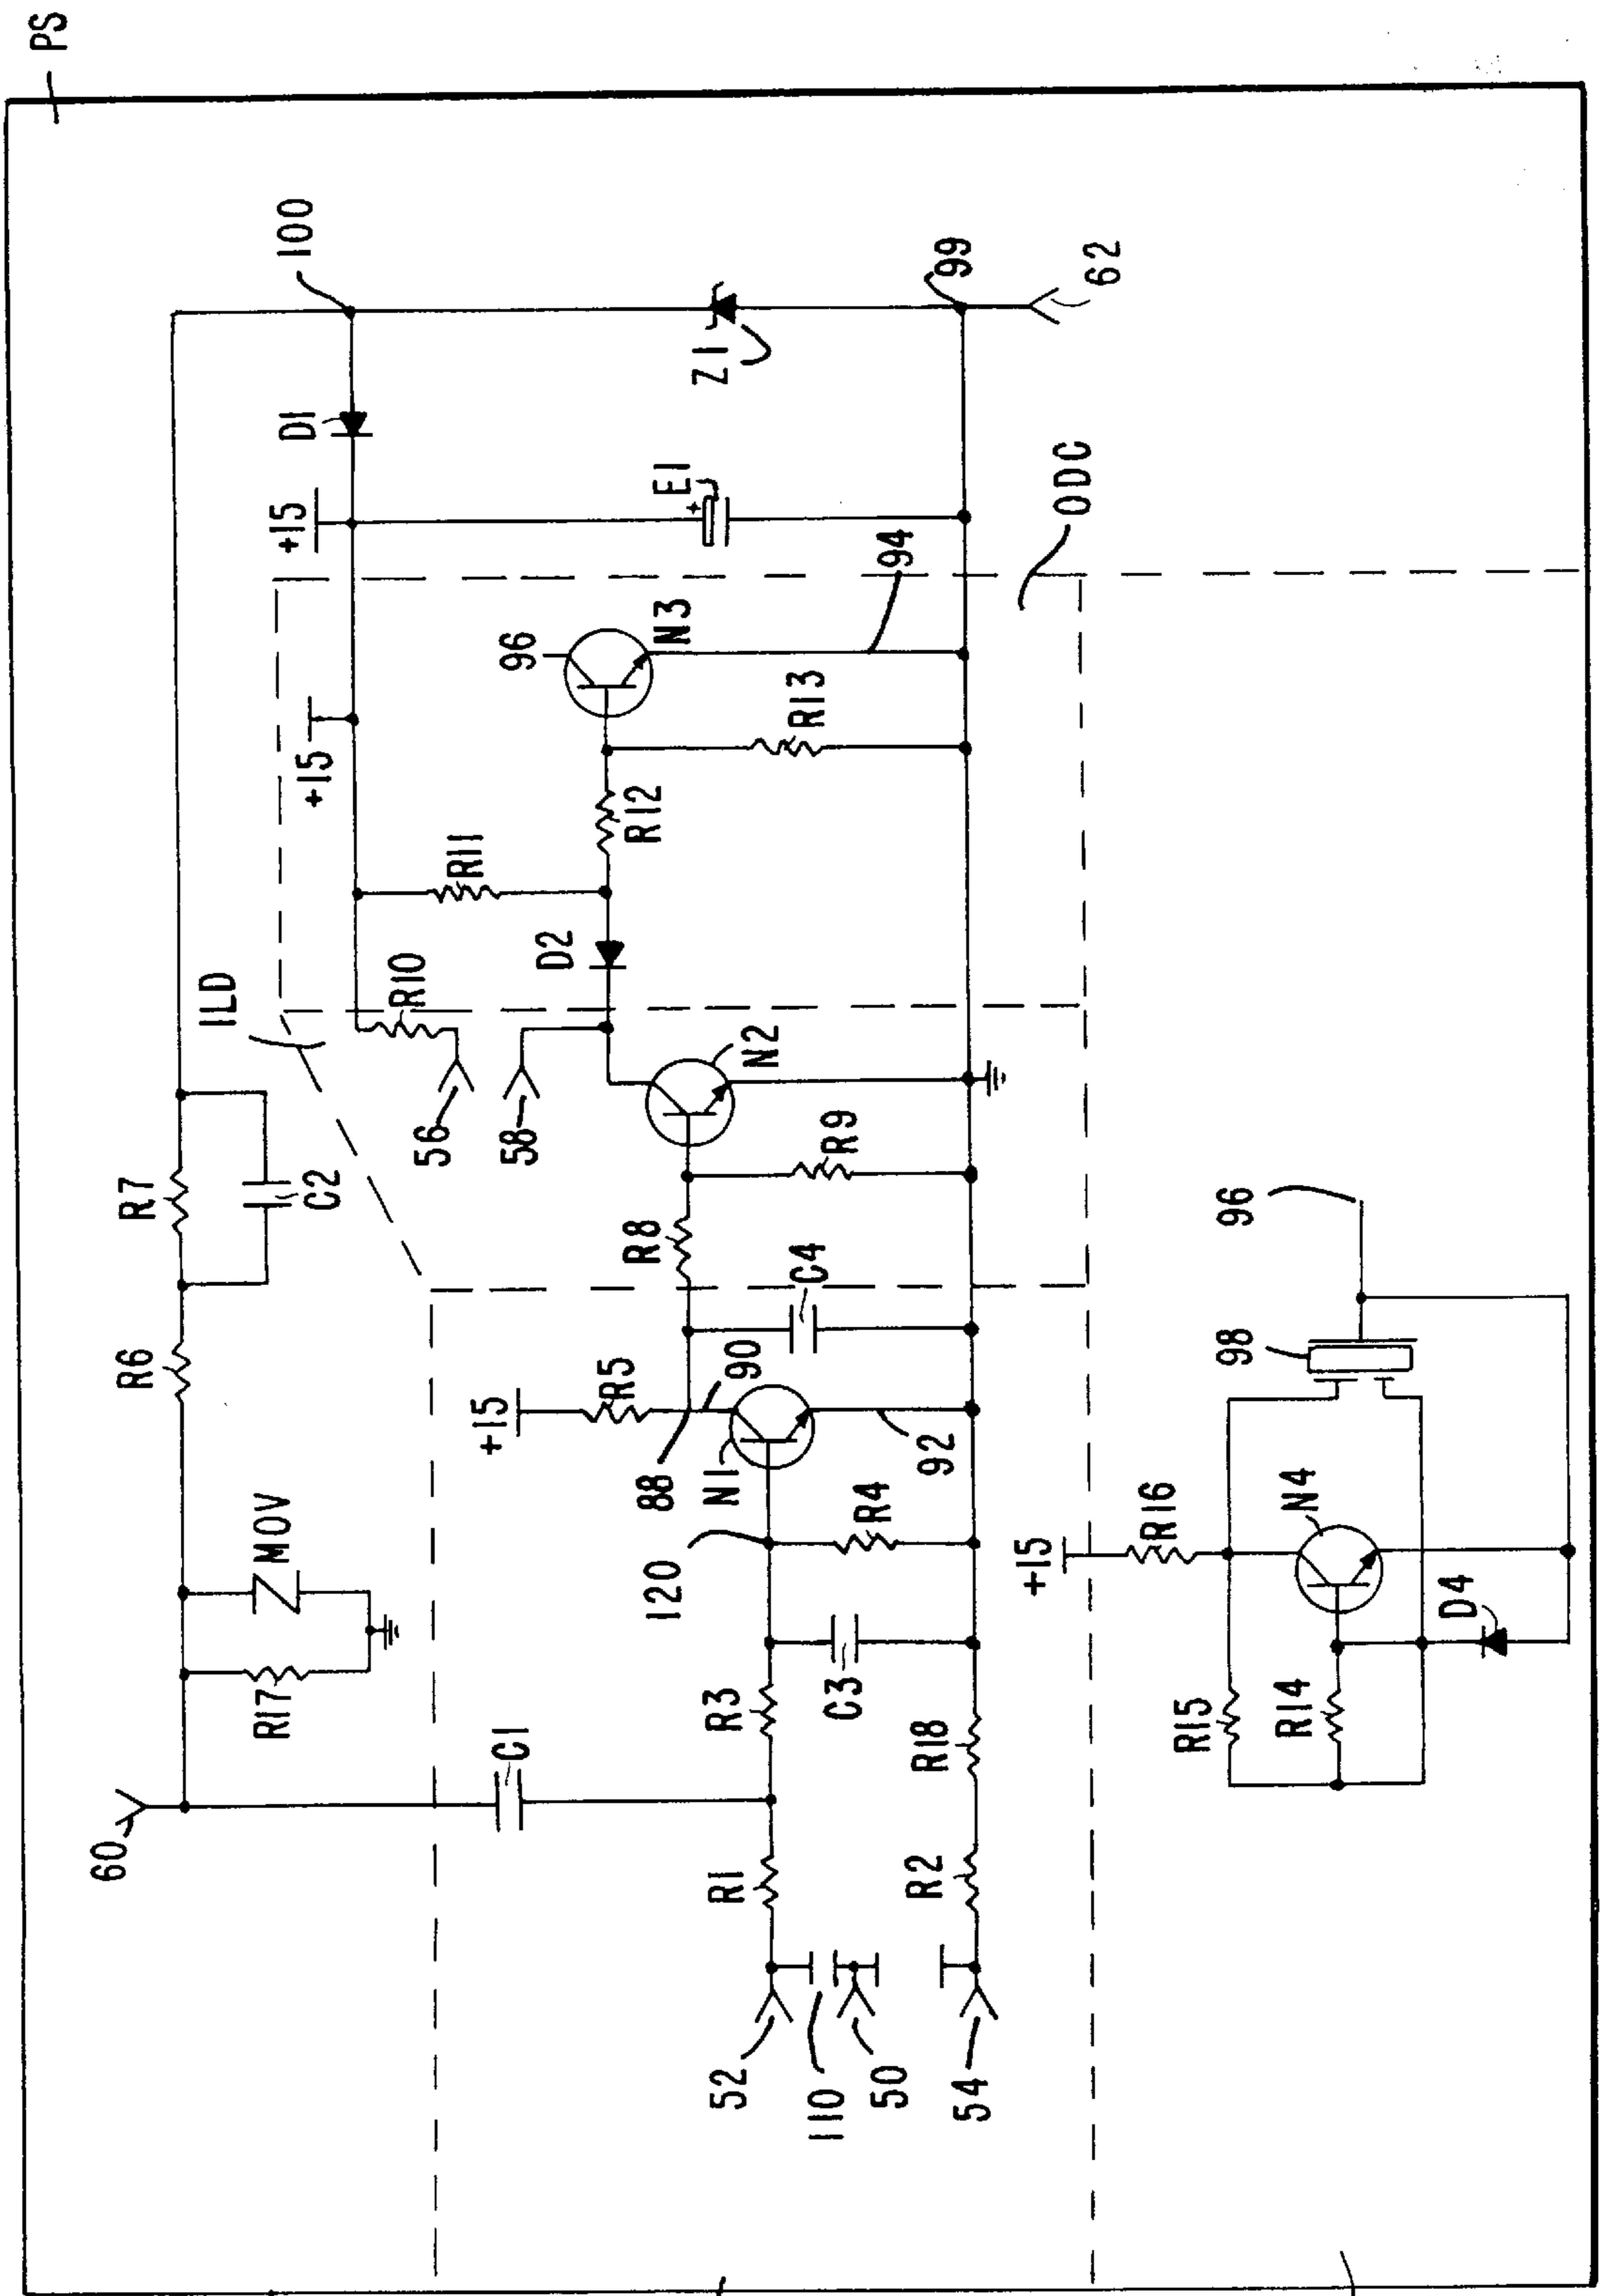 PS
100
D1
+15
E1
Z1
99
62
ODC
94
96
N3
+15
R13
R12
R11
D2
R10
ILD
56
58
N2
R9
R8
C4
R7
C2
R6
+15
R5
90
88
N1
92
120
R4
MOV
R17
C1
R3
C3
R18
60
R1
R2
52
110
50
54
96
98
+15
R16
N4
D4
R15
R14